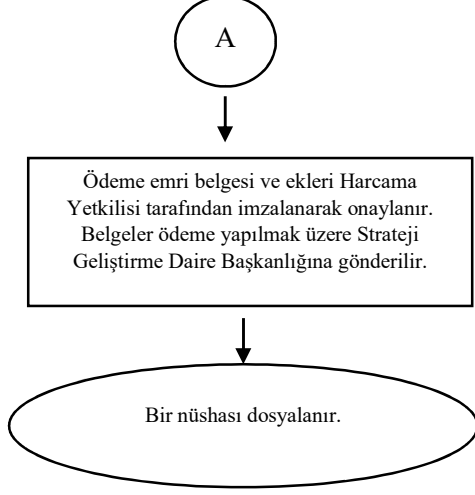 A
Ödeme emri belgesi ve ekleri Harcama
Yetkilisi tarafından imzalanarak onaylanır.
Belgeler ödeme yapılmak üzere Strateji
Geliştirme Daire Başkanlığına gönderilir.
Bir nüshası dosyalanır.